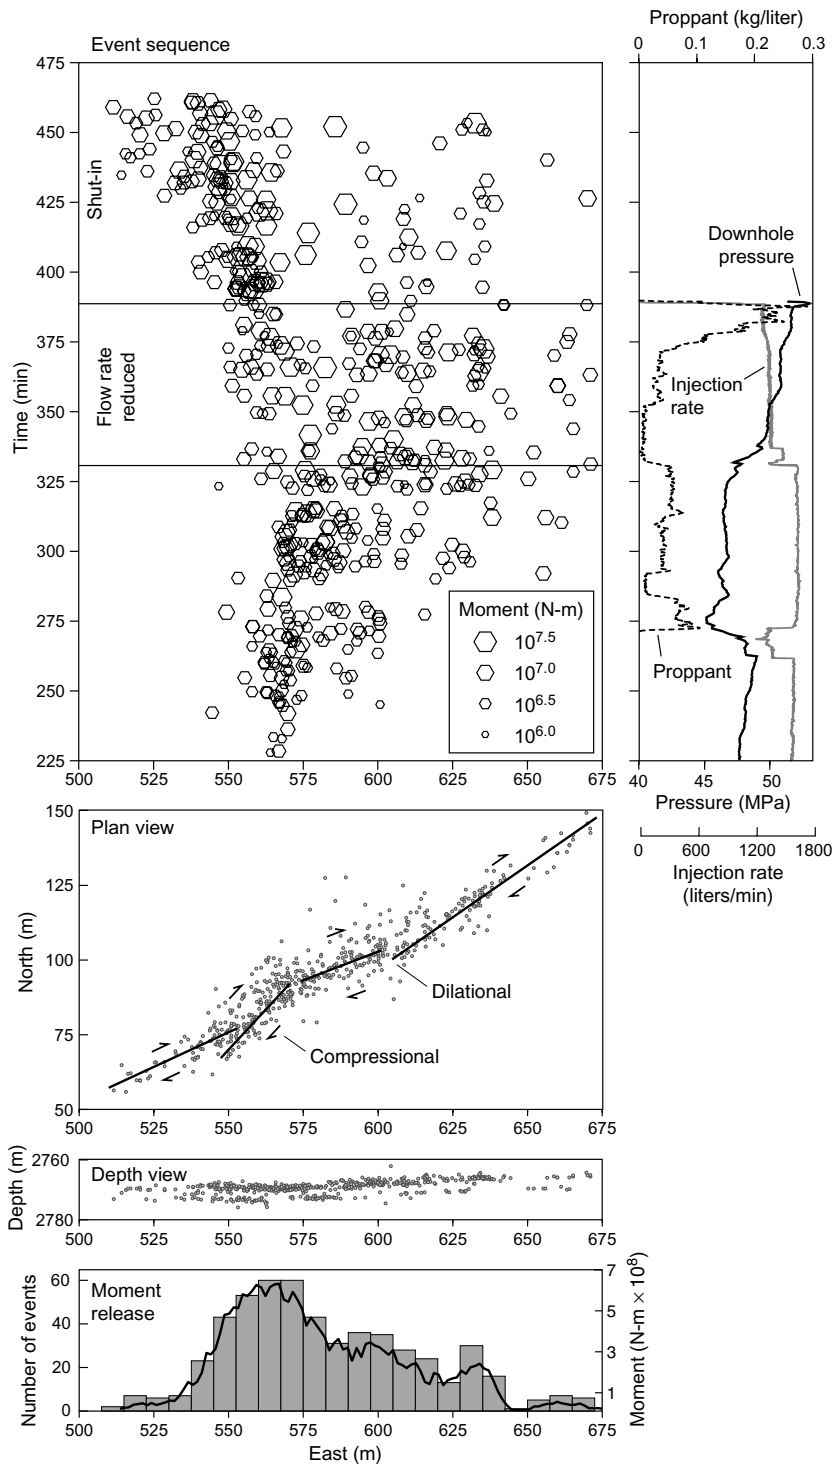 Event sequence
475
450
425
400
375
350
325
300
275
250
225
Time (min)
Shut-in
Flow rate
reduced
Moment (N-m)
10^7.5
10^7.0
10^6.5
10^6.0
500 525 550 575 600 625 650 675
Proppant (kg/liter)
0 0.1 0.2 0.3
Downhole
pressure
Injection
rate
Proppant
40 45 50
Pressure (MPa)
0 600 1200 1800
Injection rate
(liters/min)
Plan view
150
125
100
75
50
North (m)
Dilational
Compressional
500 525 550 575 600 625 650 675
Depth view
2760
2780
Depth (m)
500 525 550 575 600 625 650 675
Moment
release
60
40
20
0
Number of events
7
5
3
1
Moment (N-m × 10^8)
500 525 550 575 600 625 650 675
East (m)